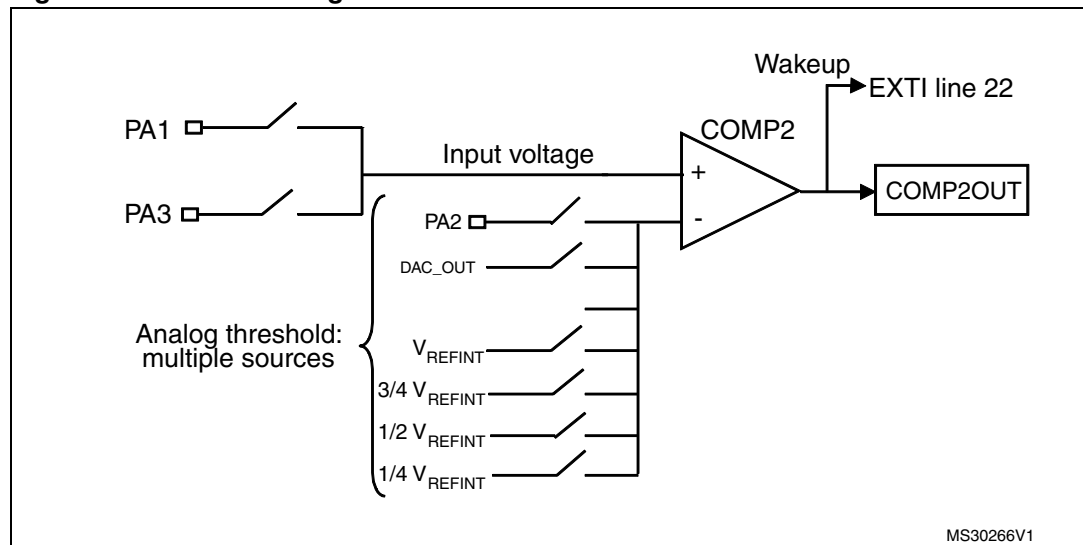 Wakeup
EXTI line 22
COMP2
PA1
Input voltage
+
COMP2OUT
PA3
PA2
-
DAC_OUT
Analog threshold:
multiple sources
VREFINT
3/4 VREFINT
1/2 VREFINT
1/4 VREFINT
MS30266V1